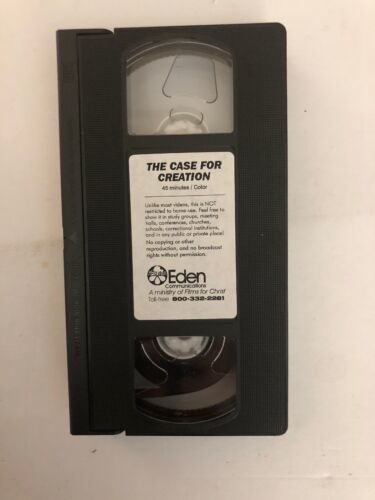 THE CASE FOR
CREATION
45 minutes / Color
Unlike most videos, this is NOT
restricted to home use. Feel free to
show it in study groups, meeting
halls, conferences, churches,
schools, correctional institutions,
and in any public or private place!
No copying or other
reproduction, and no broadcast
rights without permission.
Eden
Communications
A ministry of Films for Christ
Toll-free 800-332-2261